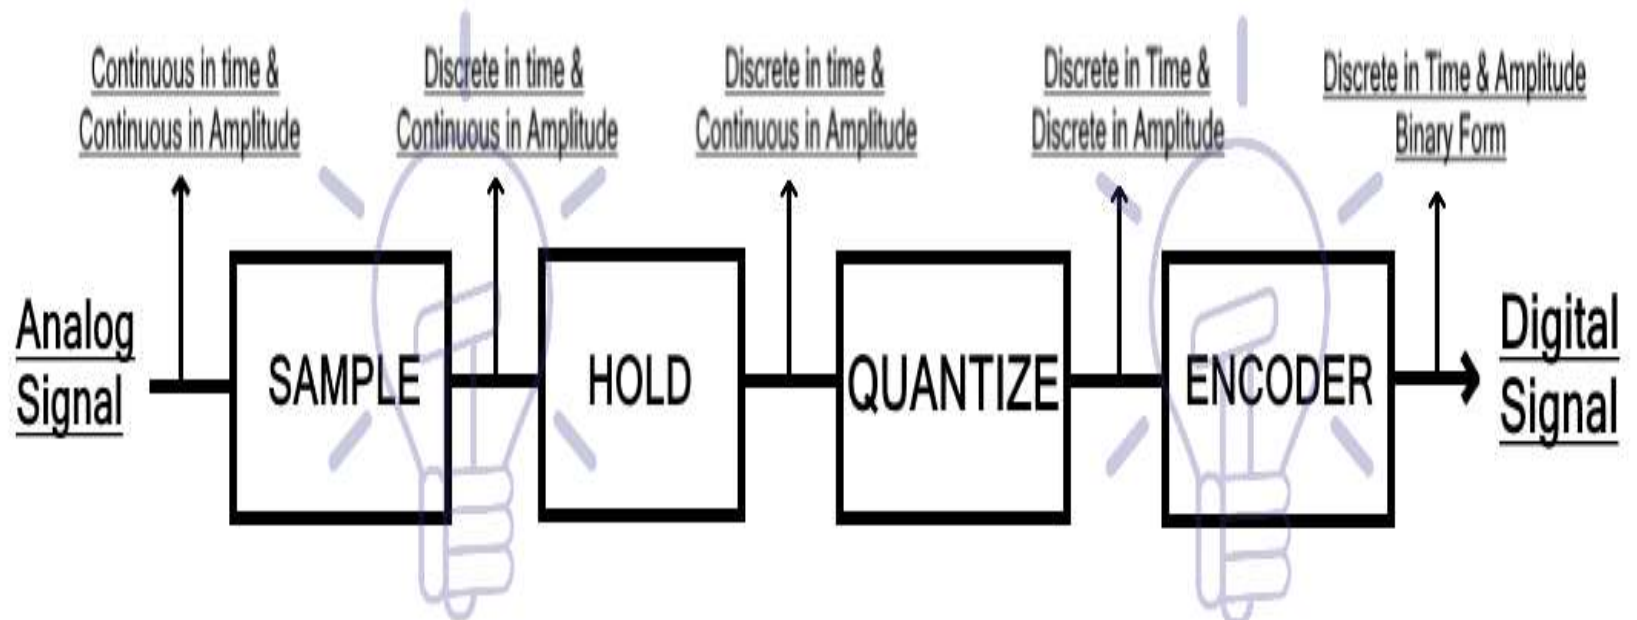 Continuous in time &
Continuous in Amplitude
Discrete in time &
Continuous in Amplitude
Discrete in time &
Continuous in Amplitude
Discrete in Time &
Discrete in Amplitude
Discrete in Time & Amplitude
Binary Form
Analog
Signal
SAMPLE
HOLD
QUANTIZE
ENCODER
Digital
Signal